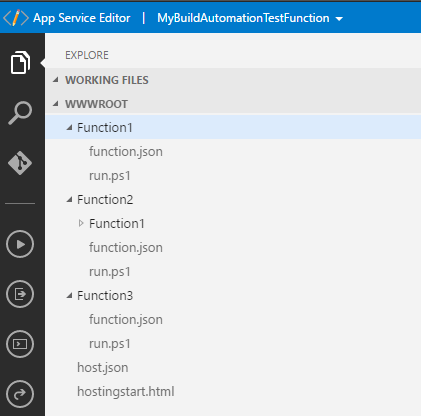 App Service Editor | MyBuildAutomationTestFunction
EXPLORE
WORKING FILES
WWWROOT
Function1
function.json
run.ps1
Function2
Function1
function.json
run.ps1
Function3
function.json
run.ps1
host.json
hostingstart.html